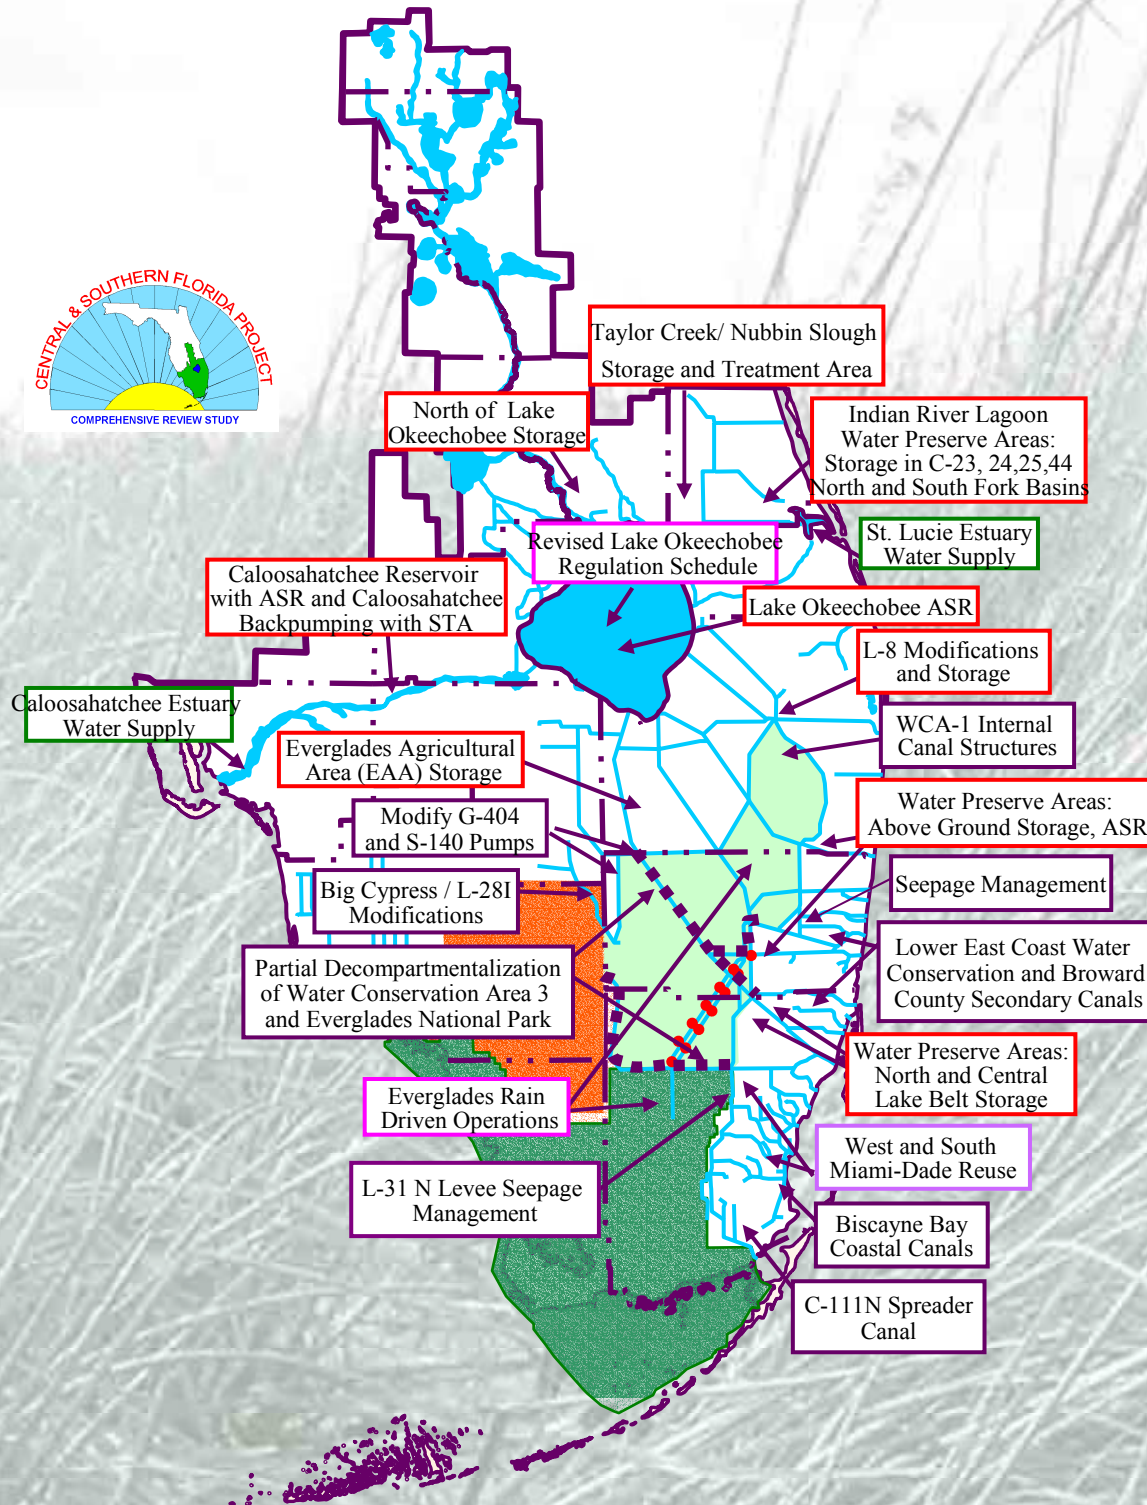 CENTRAL & SOUTHERN FLORIDA PROJECT
COMPREHENSIVE REVIEW STUDY
Taylor Creek/ Nubbin Slough
Storage and Treatment Area
North of Lake
Okeechobee Storage
Indian River Lagoon
Water Preserve Areas:
Storage in C-23, 24,25,44
North and South Fork Basins
St. Lucie Estuary
Water Supply
Revised Lake Okeechobee
Regulation Schedule
Caloosahatchee Reservoir
with ASR and Caloosahatchee
Backpumping with STA
Lake Okeechobee ASR
L-8 Modifications
and Storage
Caloosahatchee Estuary
Water Supply
WCA-1 Internal
Canal Structures
Everglades Agricultural
Area (EAA) Storage
Water Preserve Areas:
Above Ground Storage, ASR
Modify G-404
and S-140 Pumps
Seepage Management
Big Cypress / L-28I
Modifications
Lower East Coast Water
Conservation and Broward
County Secondary Canals
Partial Decompartmentalization
of Water Conservation Area 3
and Everglades National Park
Water Preserve Areas:
North and Central
Lake Belt Storage
Everglades Rain
Driven Operations
West and South
Miami-Dade Reuse
L-31 N Levee Seepage
Management
Biscayne Bay
Coastal Canals
C-111N Spreader
Canal